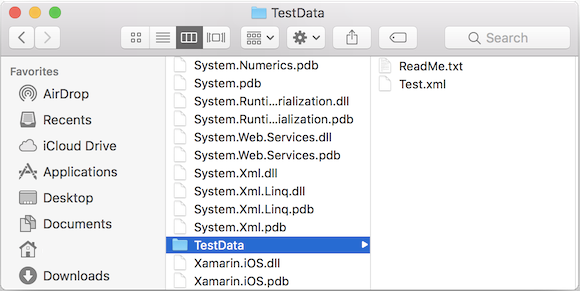 TestData
Search
Favorites
AirDrop
Recents
iCloud Drive
Applications
Desktop
Documents
Downloads
System.Numerics.pdb
System.pdb
System.Runti...rialization.dll
System.Runti...ialization.pdb
System.Web.Services.dll
System.Web.Services.pdb
System.Xml.dll
System.Xml.Linq.dll
System.Xml.Linq.pdb
System.Xml.pdb
TestData
Xamarin.iOS.dll
Xamarin.iOS.pdb
ReadMe.txt
Test.xml